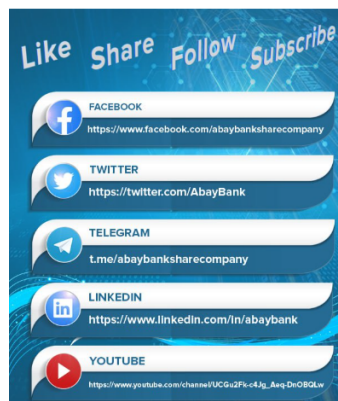 Like Share Follow Subscribe
FACEBOOK
https://www.facebook.com/abaybanksharecompany
TWITTER
https://twitter.com/AbayBank
TELEGRAM
t.me/abaybanksharecompany
LINKEDIN
https://www.linkedin.com/in/abaybank
YOUTUBE
https://www.youtube.com/channel/UCGu2Fk-c4Jg_Aeq-DnOBQLw